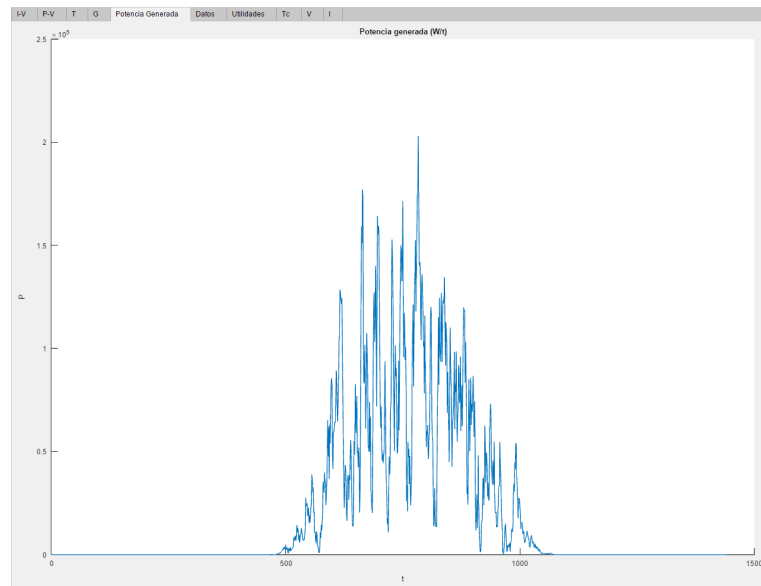 I-V P-V T G Potencia Generada Datos Utilidades Tc V I
Potencia generada (W/t)
× 10⁵
2.5
2
1.5
1
0.5
0
P
0 500 1000 1500
t